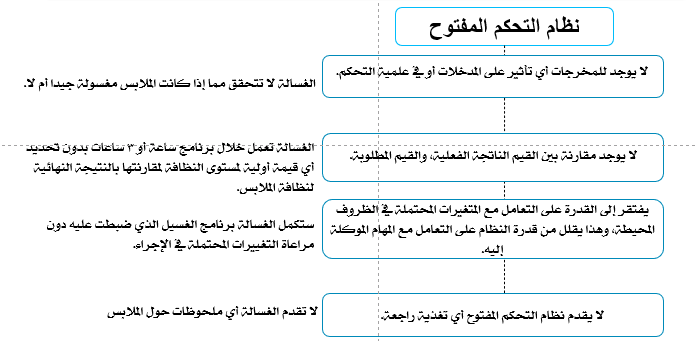 نظام التحكم المفتوح
لا يوجد للمخرجات أي تأثير على المدخلات أو في علمية التحكم.
الغسالة لا تتحقق مما إذا كانت الملابس مغسولة جيدا أم لا.
لا يوجد مقارنة بين القيم الناتجة الفعلية، والقيم المطلوبة.
الغسالة تعمل خلال برنامج ساعة أو ٣ ساعات بدون تحديد
أي قيمة أولية لمستوى النظافة لمقارنتها بالنتيجة النهائية
لنظافة الملابس.
يفتقر إلى القدرة على التعامل مع المتغيرات المحتملة في الظروف
المحيطة، وهذا يقلل من قدرة النظام على التعامل مع المهام الموكلة
إليه.
ستكمل الغسالة برنامج الغسيل الذي ضبطت عليه دون
مراعاة التغييرات المحتملة في الإجراء.
لا يقدم نظام التحكم المفتوح أي تغذية راجعة.
لا تقدم الغسالة أي ملحوظات حول الملابس